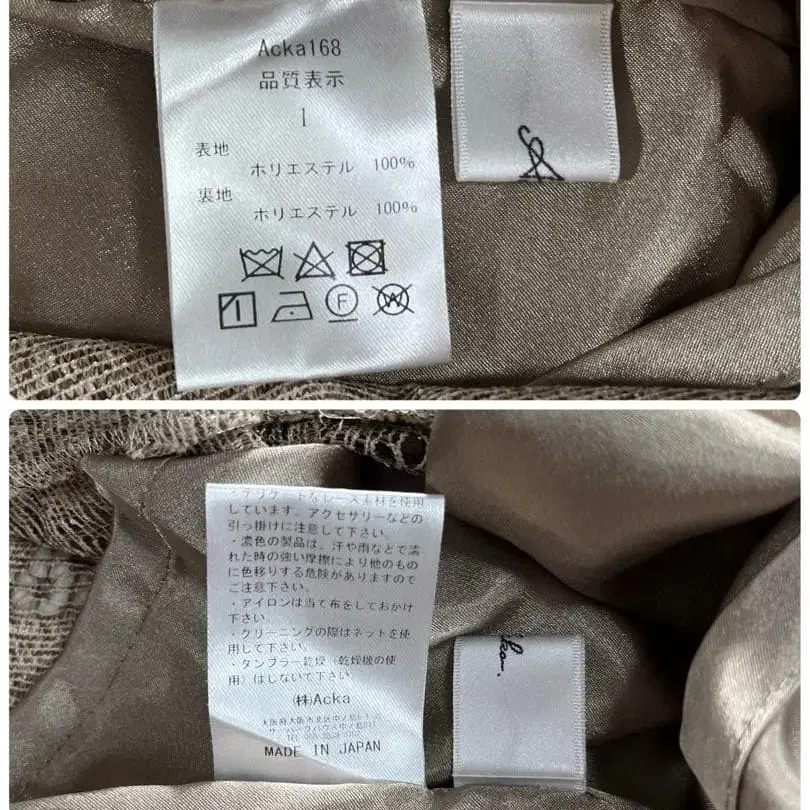 Acka168
品質表示
1
表地
ポリエステル 100%
裏地
ポリエステル 100%
1
F
W
・デリケートなレース素材を使用
しています。アクセサリーなどの
引っ掛けに注意して下さい。
・濃色の製品は、汗や雨などで濡
れた時の強い摩擦により他のもの
に色移りする危険がありますので
ご注意下さい。
・アイロンは当て布をしておかけ
下さい。
・クリーニングの際はネットを使
用して下さい。
・タンブラー乾燥（乾燥機の使
用）はしないで下さい
㈱Acka
MADE IN JAPAN